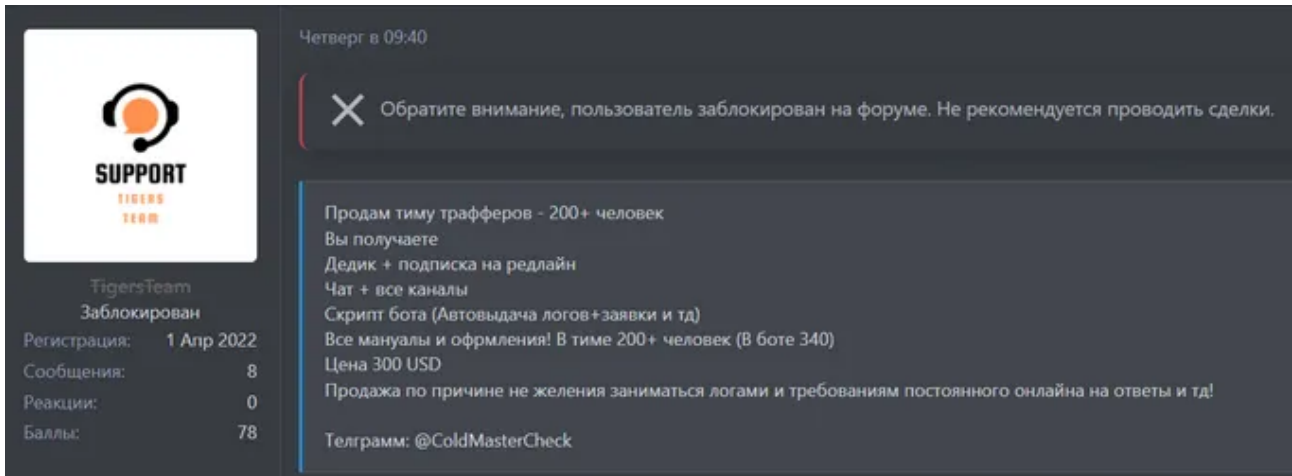 Четверг в 09:40
Обратите внимание, пользователь заблокирован на форуме. Не рекомендуется проводить сделки.
SUPPORT
TIGERS
TEAM
TigersTeam
Заблокирован
Регистрация: 1 Апр 2022
Сообщения: 8
Реакции: 0
Баллы: 78
Продам тиму трафферов - 200+ человек
Вы получаете
Дедик + подписка на редлайн
Чат + все каналы
Скрипт бота (Автовыдача логов+заявки и тд)
Все мануалы и офрмления! В тиме 200+ человек (В боте 340)
Цена 300 USD
Продажа по причине не желения заниматься логами и требованиям постоянного онлайна на ответы и тд!
Телграмм: @ColdMasterCheck